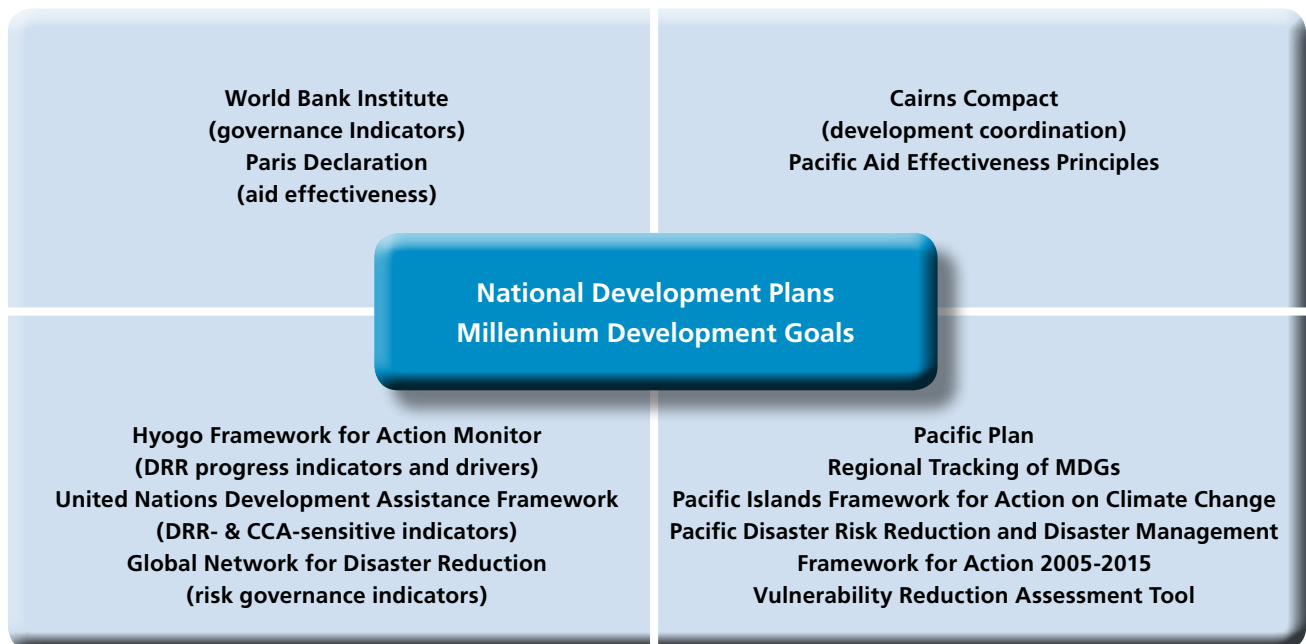 World Bank Institute
(governance Indicators)
Paris Declaration
(aid effectiveness)
Cairns Compact
(development coordination)
Pacific Aid Effectiveness Principles
National Development Plans
Millennium Development Goals
Hyogo Framework for Action Monitor
(DRR progress indicators and drivers)
United Nations Development Assistance Framework
(DRR- & CCA-sensitive indicators)
Global Network for Disaster Reduction
(risk governance indicators)
Pacific Plan
Regional Tracking of MDGs
Pacific Islands Framework for Action on Climate Change
Pacific Disaster Risk Reduction and Disaster Management
Framework for Action 2005-2015
Vulnerability Reduction Assessment Tool